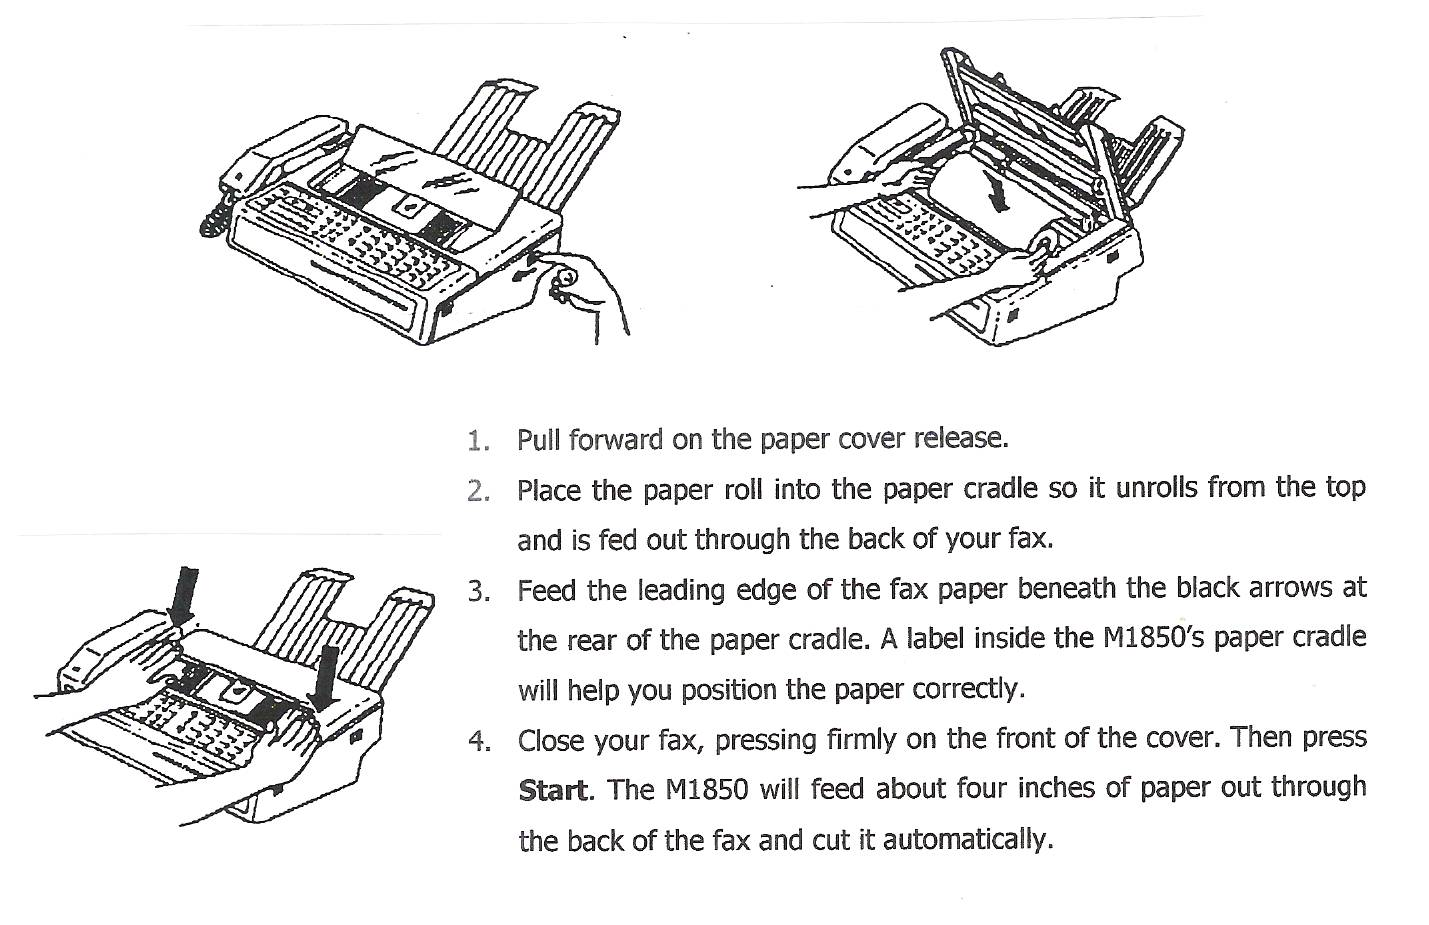 1. Pull forward on the paper cover release.
2. Place the paper roll into the paper cradle so it unrolls from the top
and is fed out through the back of your fax.
3. Feed the leading edge of the fax paper beneath the black arrows at
the rear of the paper cradle. A label inside the M1850's paper cradle
will help you position the paper correctly.
4. Close your fax, pressing firmly on the front of the cover. Then press
Start. The M1850 will feed about four inches of paper out through
the back of the fax and cut it automatically.